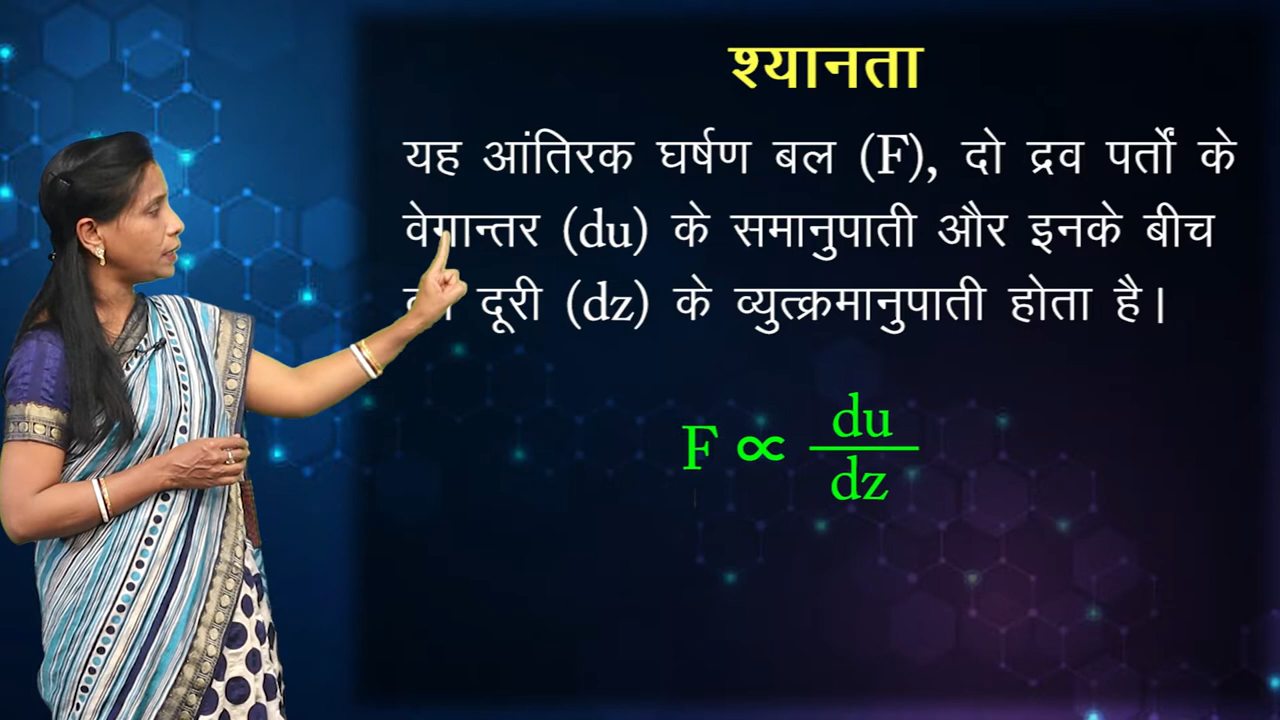 श्यानता
यह आंतिरक घर्षण बल (F), दो द्रव पर्तों के
वेगान्तर (du) के समानुपाती और इनके बीच
दूरी (dz) के व्युत्क्रमानुपाती होता है।
F ∝ du
dz